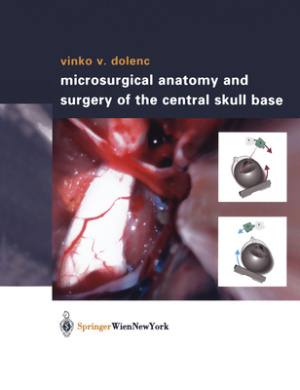 vinko v. dolenc
microsurgical anatomy and
surgery of the central skull base
SpringerWienNewYork